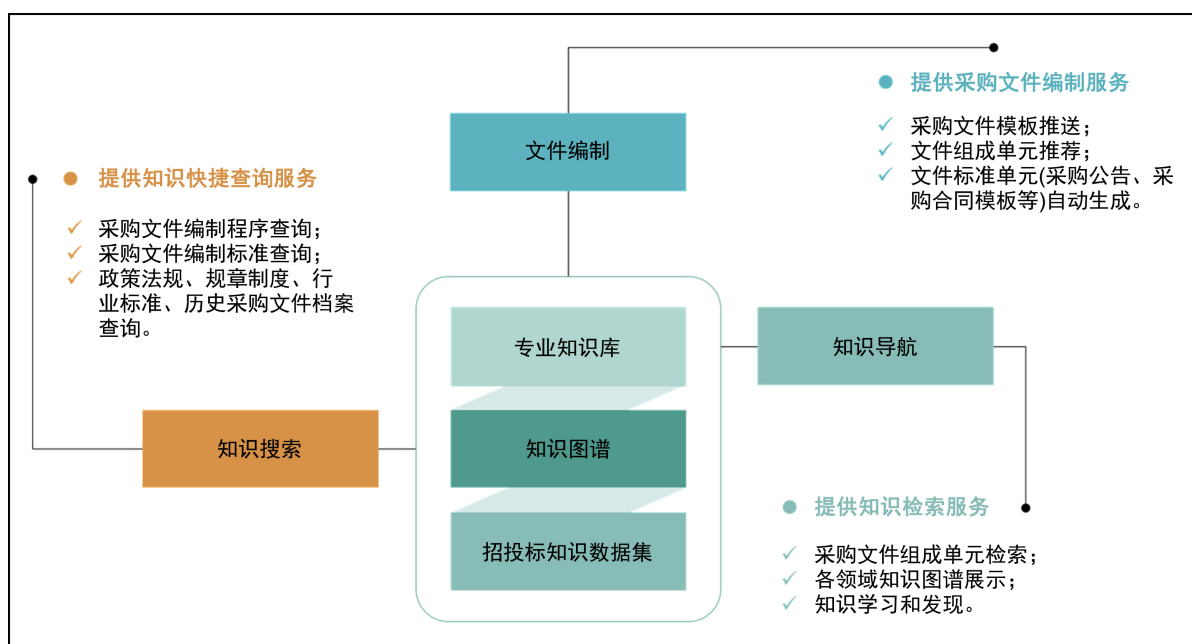 提供采购文件编制服务
采购文件模板推送；
文件组成单元推荐；
文件标准单元(采购公告、采
购合同模板等)自动生成。
文件编制
提供知识快捷查询服务
采购文件编制程序查询；
采购文件编制标准查询；
政策法规、规章制度、行
业标准、历史采购文件档案
查询。
专业知识库
知识导航
知识搜索
知识图谱
招投标知识数据集
提供知识检索服务
采购文件组成单元检索；
各领域知识图谱展示；
知识学习和发现。